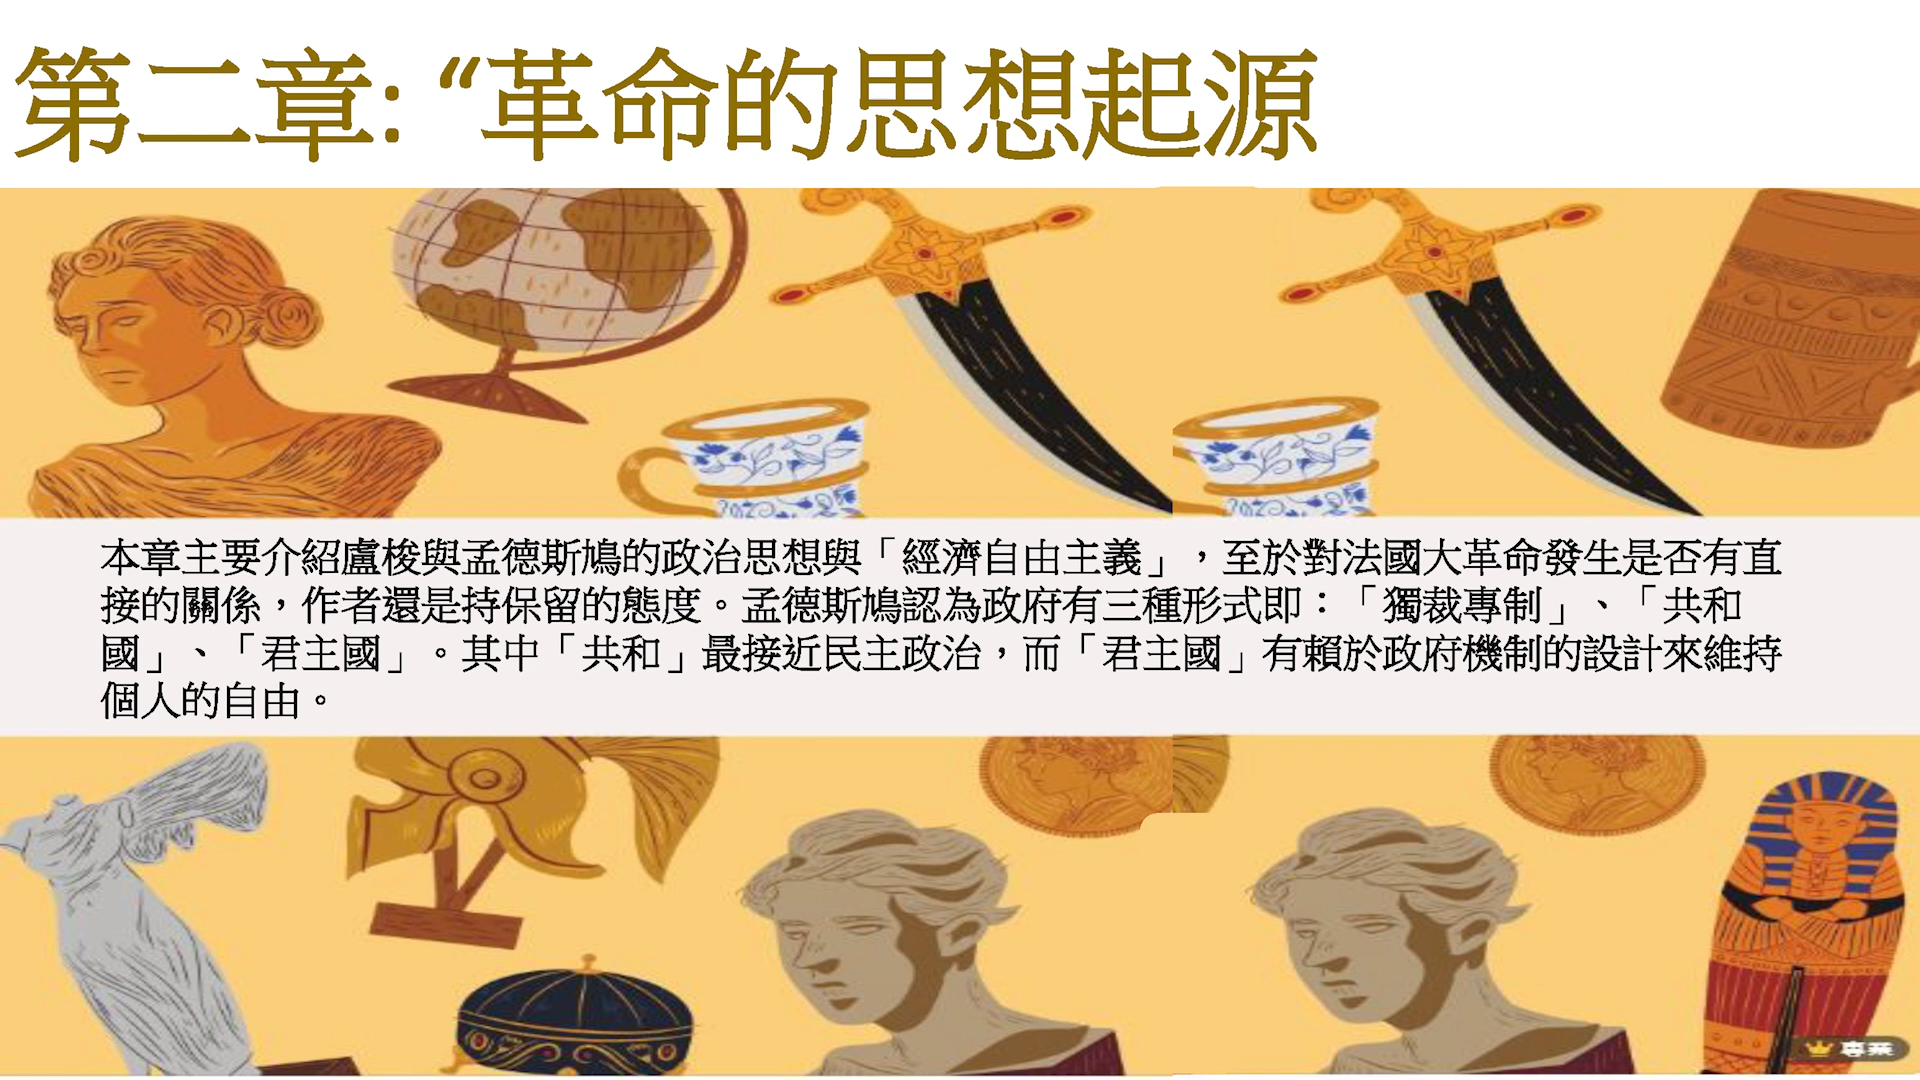 第二章: “革命的思想起源
本章主要介紹盧梭與孟德斯鳩的政治思想與「經濟自由主義」，至於對法國大革命發生是否有直
接的關係，作者還是持保留的態度。孟德斯鳩認為政府有三種形式即：「獨裁專制」、「共和
國」、「君主國」。其中「共和」最接近民主政治，而「君主國」有賴於政府機制的設計來維持
個人的自由。
專業